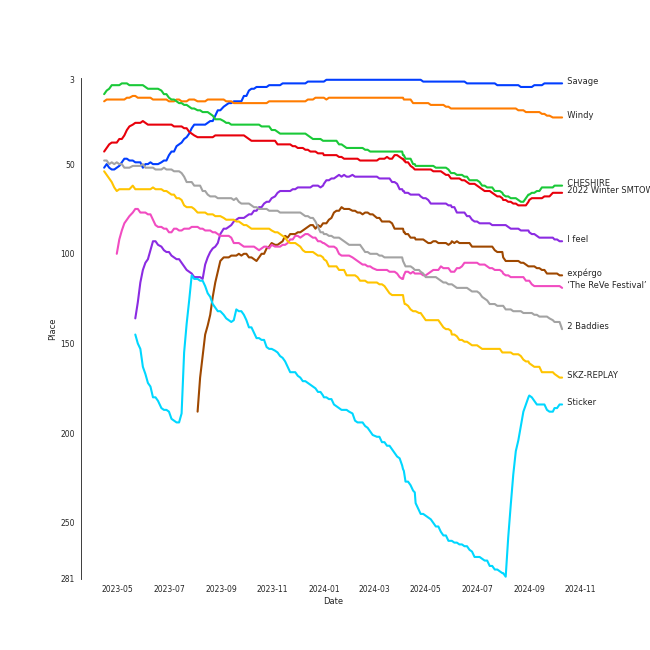 3
50
100
150
200
250
281
Place
Savage
Windy
CHESHIRE
2022 Winter SMTOW
I feel
expérgo
'The ReVe Festival'
2 Baddies
SKZ-REPLAY
Sticker
2023-05 2023-07 2023-09 2023-11 2024-01 2024-03 2024-05 2024-07 2024-09 2024-11
Date